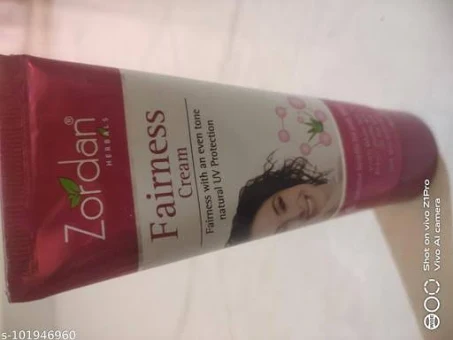 Zordan®
HERBALS
Fairness
Cream
Fairness with an even tone
natural UV Protection
Shot on vivo Z1Pro
Vivo AI camera
s-101946960